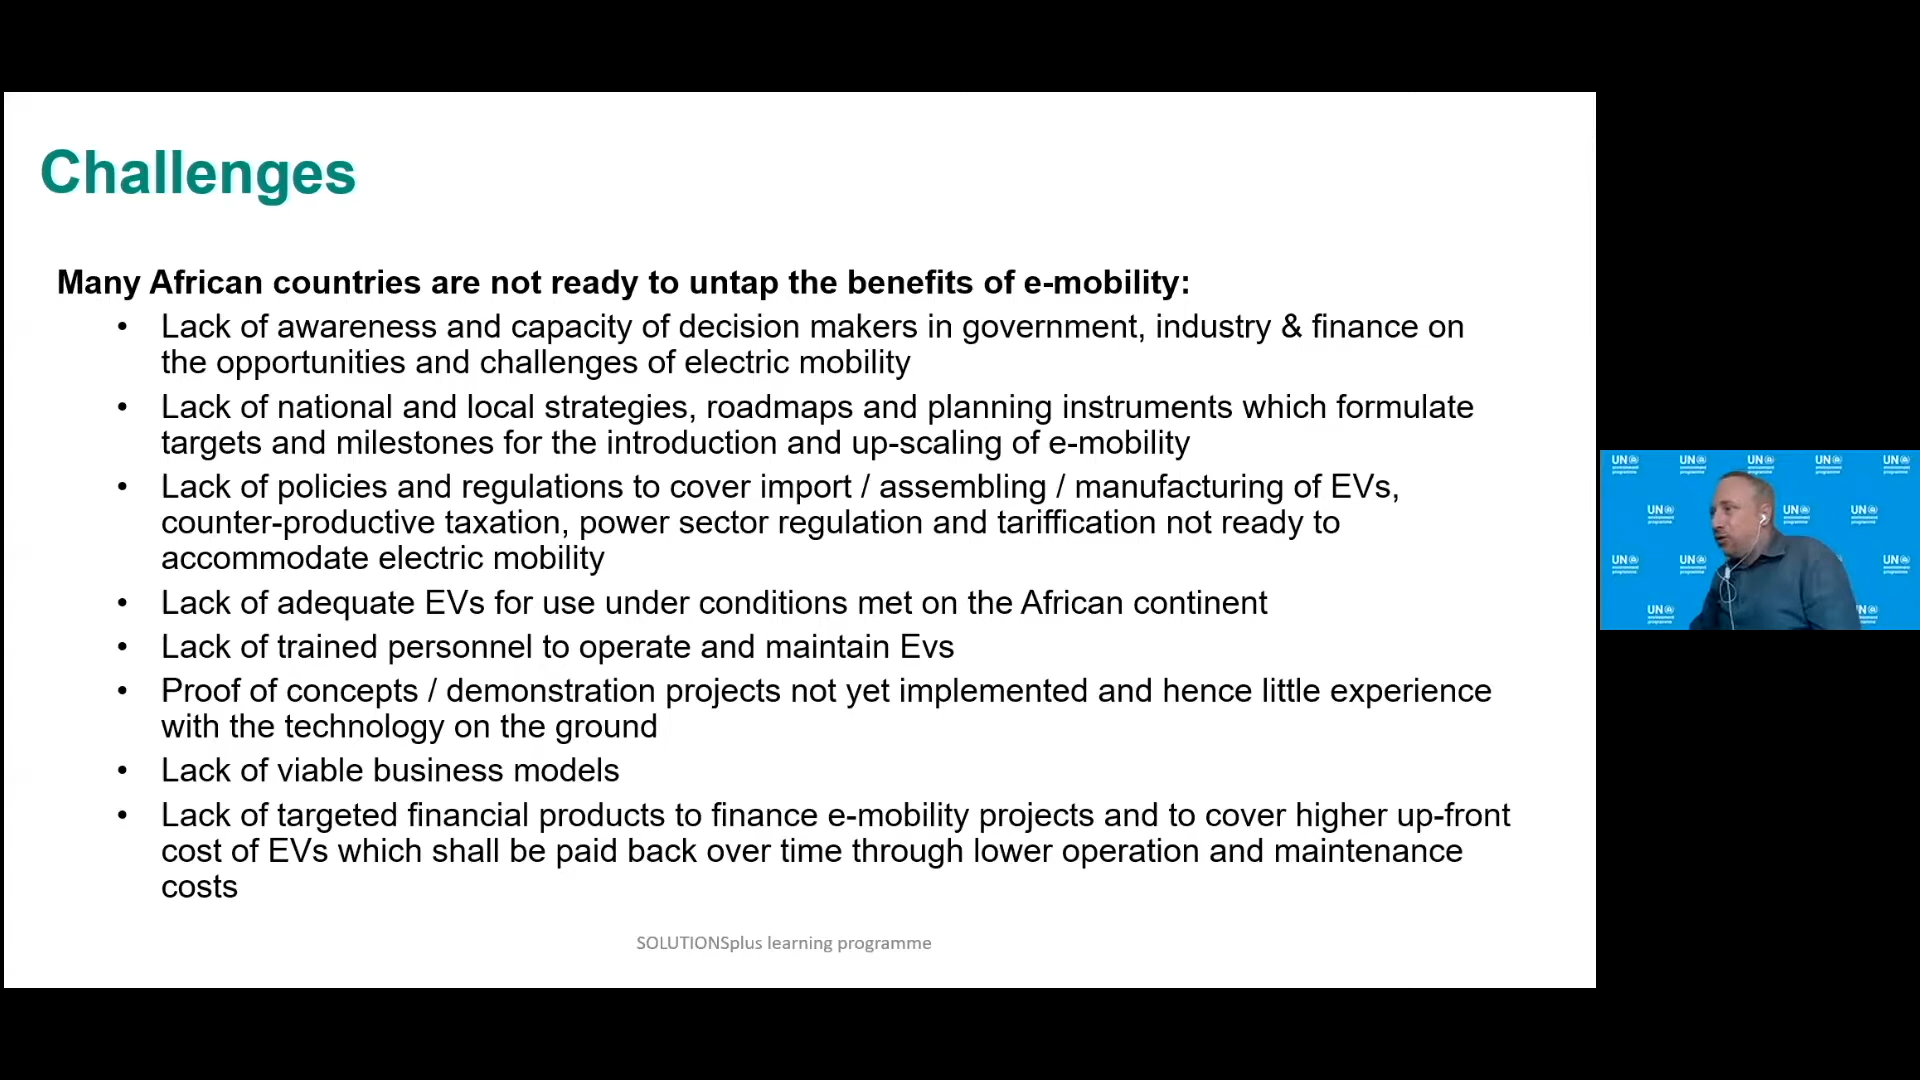 Challenges
Many African countries are not ready to untap the benefits of e-mobility:
• Lack of awareness and capacity of decision makers in government, industry & finance on
the opportunities and challenges of electric mobility
• Lack of national and local strategies, roadmaps and planning instruments which formulate
targets and milestones for the introduction and up-scaling of e-mobility
• Lack of policies and regulations to cover import / assembling / manufacturing of EVs,
counter-productive taxation, power sector regulation and tariffication not ready to
accommodate electric mobility
• Lack of adequate EVs for use under conditions met on the African continent
• Lack of trained personnel to operate and maintain Evs
• Proof of concepts / demonstration projects not yet implemented and hence little experience
with the technology on the ground
• Lack of viable business models
• Lack of targeted financial products to finance e-mobility projects and to cover higher up-front
cost of EVs which shall be paid back over time through lower operation and maintenance
costs
SOLUTIONSplus learning programme
UN
environment
programme